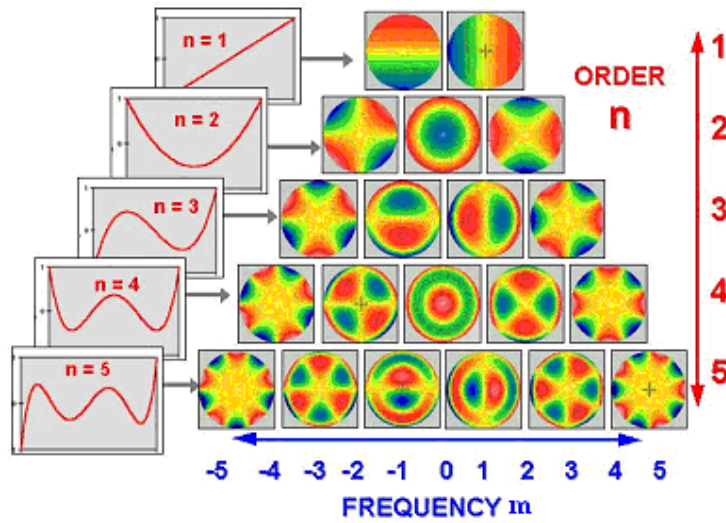 n = 1
n = 2
n = 3
n = 4
n = 5
ORDER
n
1
2
3
4
5
-5 -4 -3 -2 -1 0 1 2 3 4 5
FREQUENCY m